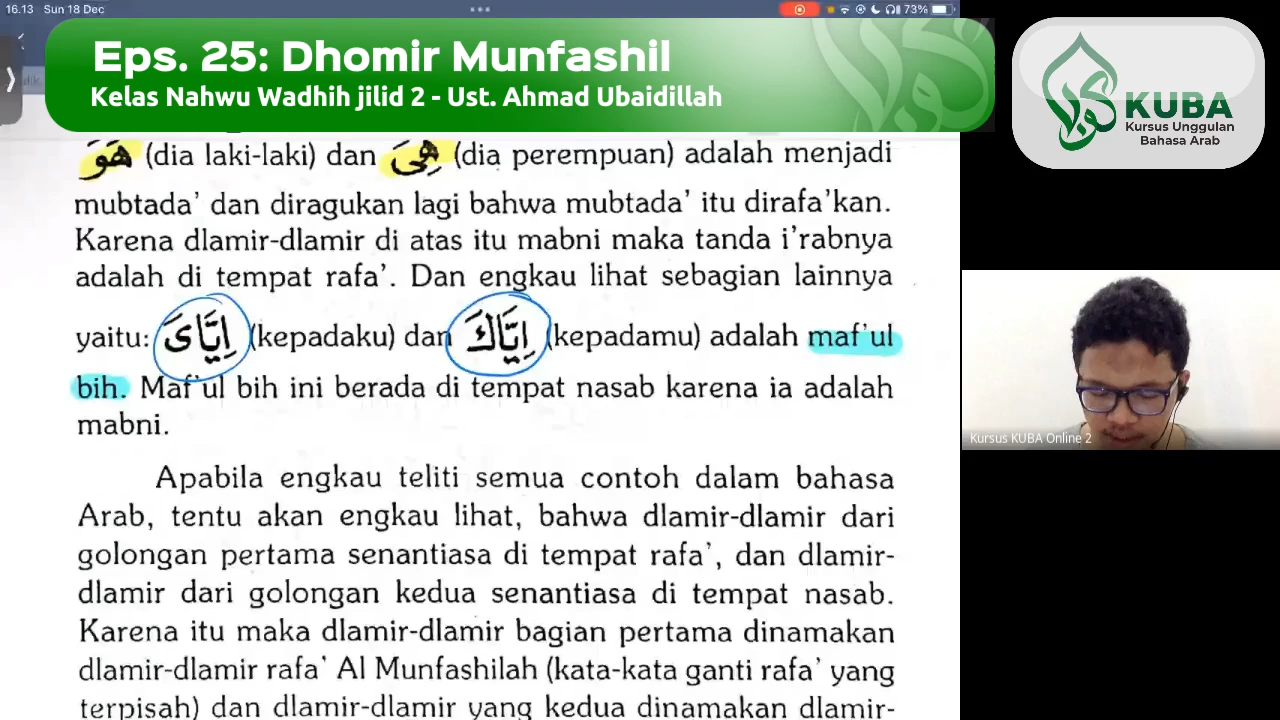 16.13 Sun 18 Dec
73%
Eps. 25: Dhomir Munfashil
Kelas Nahwu Wadhih jilid 2 - Ust. Ahmad Ubaidillah
KUBA
Kursus Unggulan
Bahasa Arab
هُوَ (dia laki-laki) dan هِيَ (dia perempuan) adalah menjadi
mubtada' dan diragukan lagi bahwa mubtada' itu dirafa'kan.
Karena dlamir-dlamir di atas itu mabni maka tanda i'rabnya
adalah di tempat rafa'. Dan engkau lihat sebagian lainnya
yaitu: إِيَّايَ (kepadaku) dan إِيَّاكَ (kepadamu) adalah maf'ul
bih. Maf'ul bih ini berada di tempat nasab karena ia adalah
mabni.
Apabila engkau teliti semua contoh dalam bahasa
Arab, tentu akan engkau lihat, bahwa dlamir-dlamir dari
golongan pertama senantiasa di tempat rafa', dan dlamir-
dlamir dari golongan kedua senantiasa di tempat nasab.
Karena itu maka dlamir-dlamir bagian pertama dinamakan
dlamir-dlamir rafa' Al Munfashilah (kata-kata ganti rafa' yang
terpisah) dan dlamir-dlamir yang kedua dinamakan dlamir-
Kursus KUBA Online 2